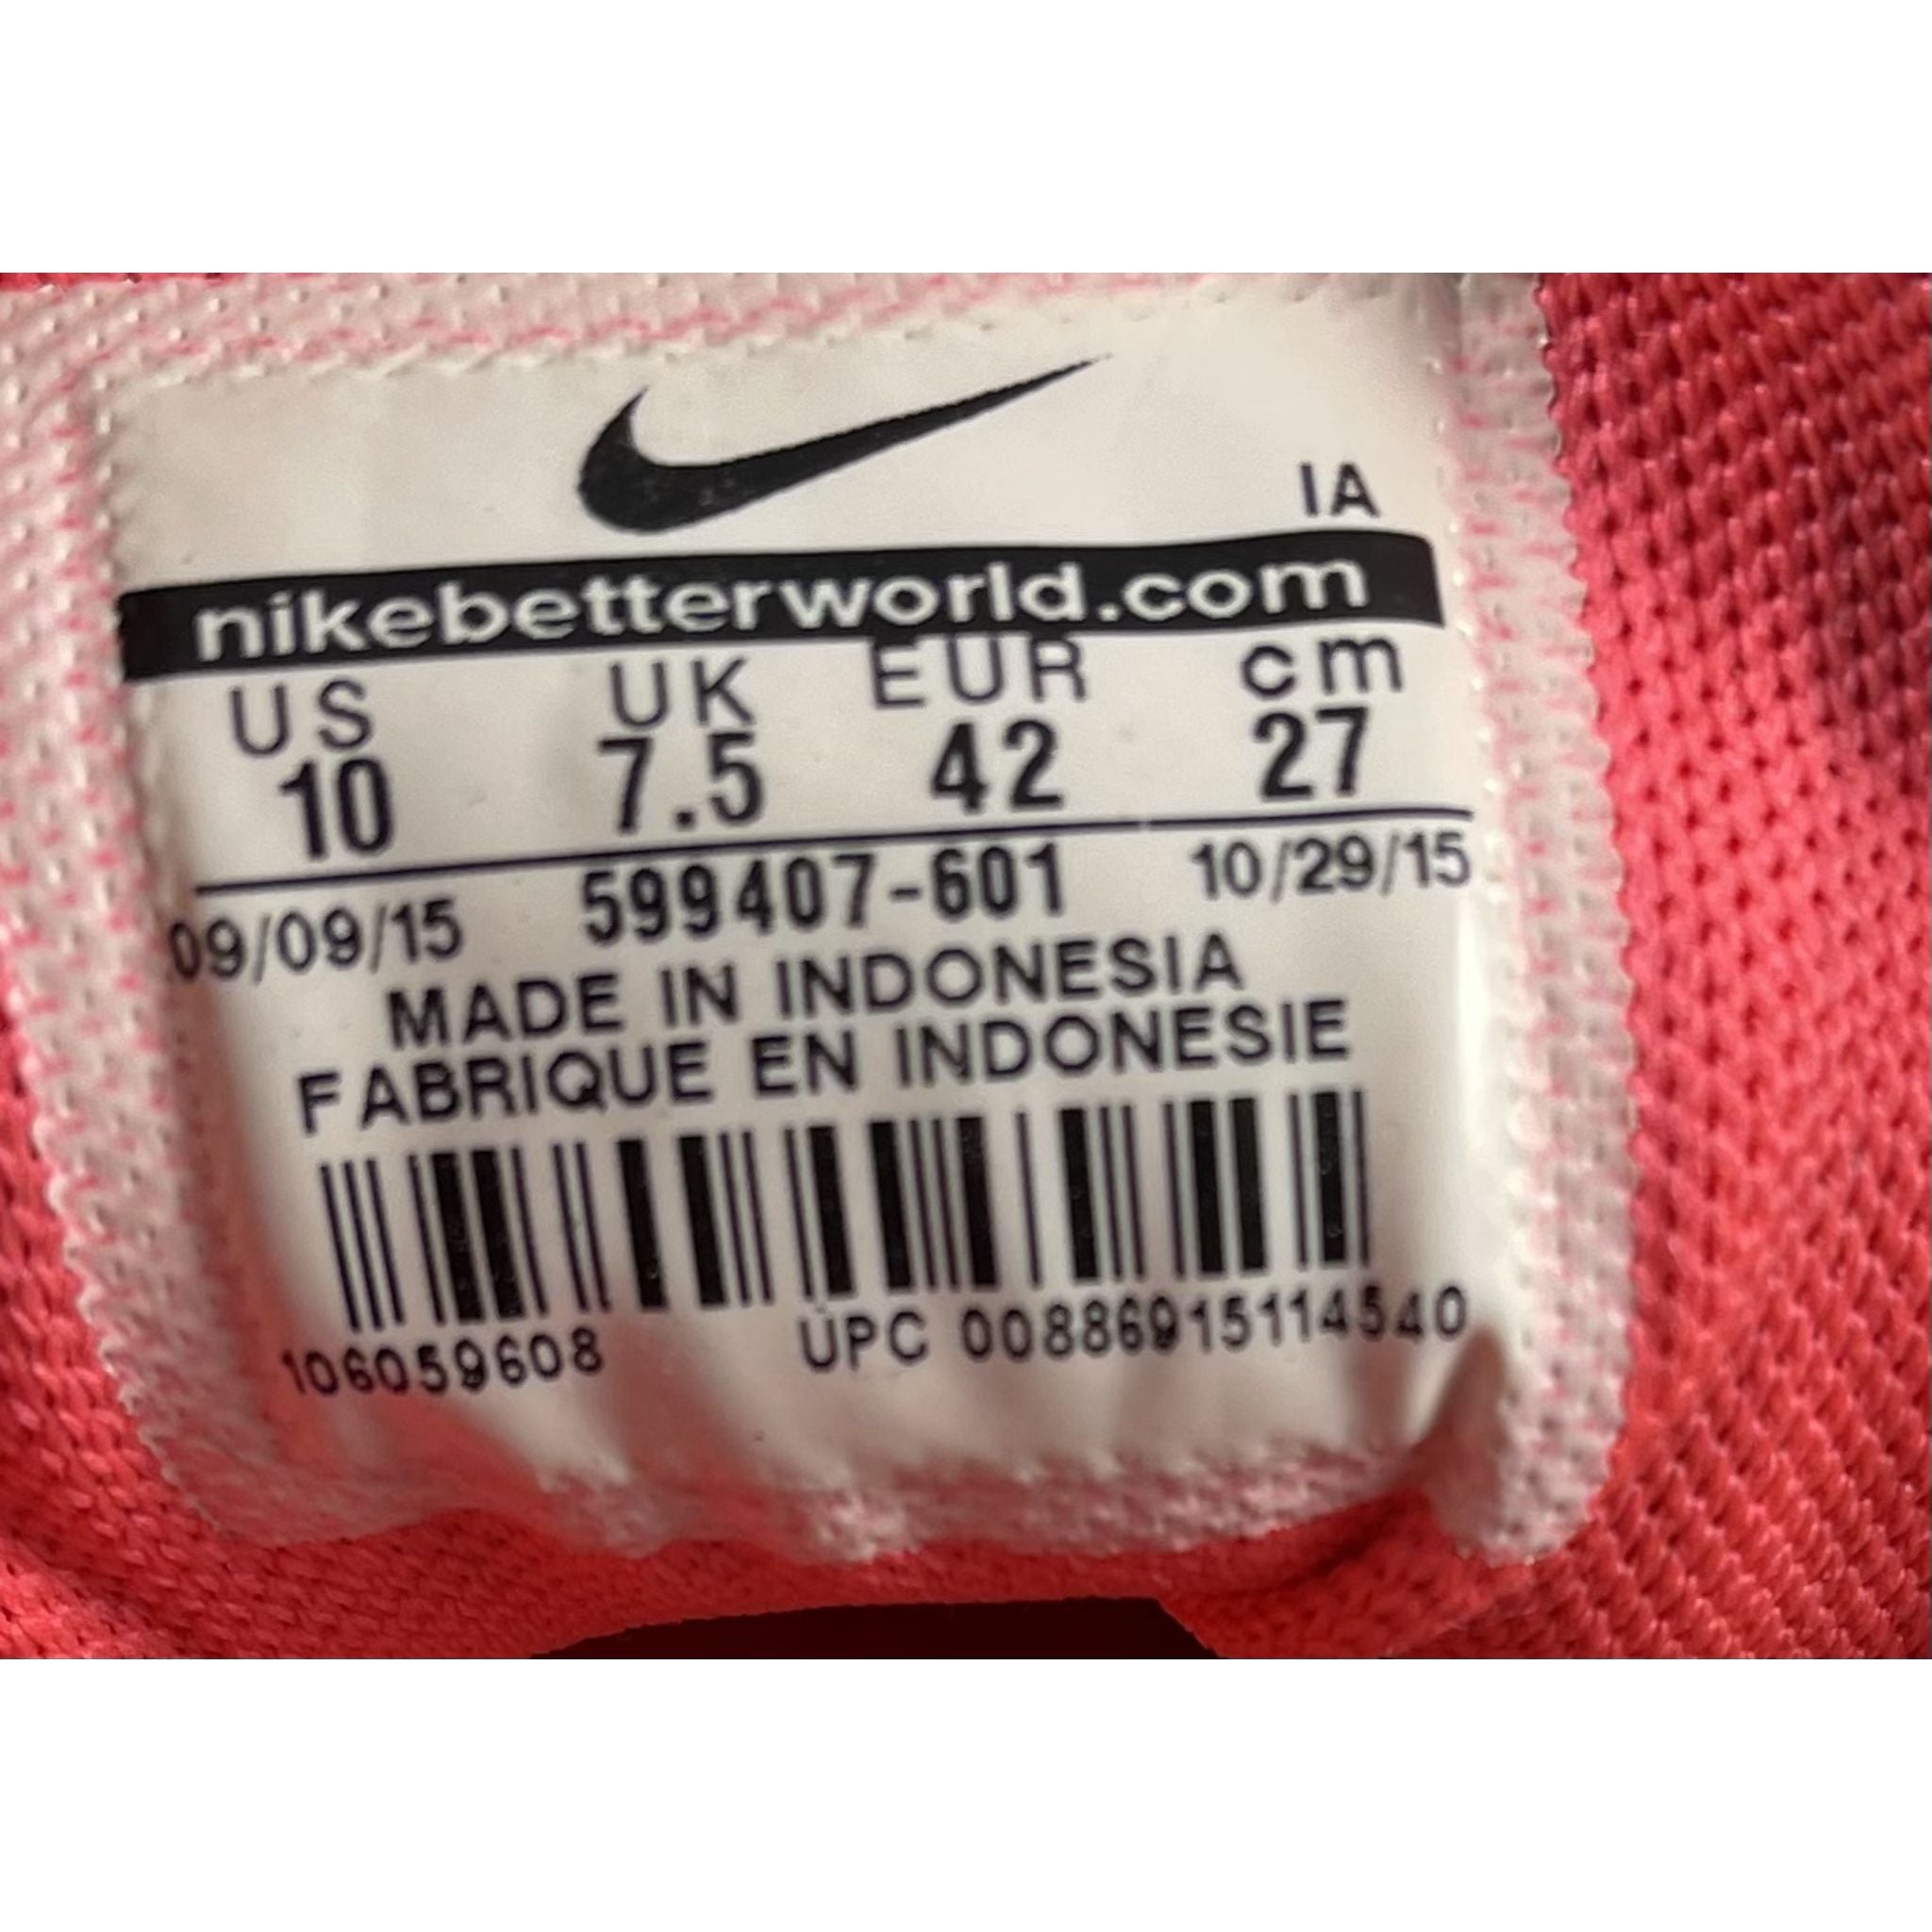 IA
nikebetterworld.com
US UK EUR cm
10 7.5 42 27
09/09/15 599407-601 10/29/15
MADE IN INDONESIA
FABRIQUE EN INDONESIE
106059608 UPC 00886915114540